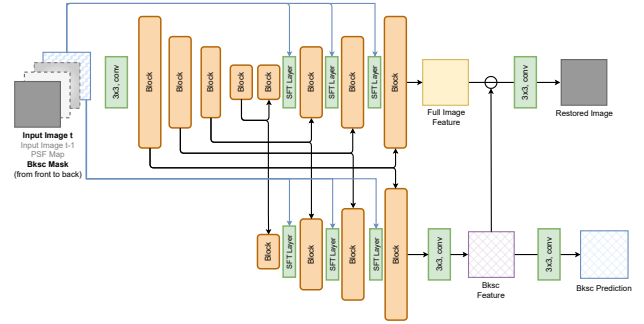 3x3, conv
Block
Block
Block
Block
Block
SFT Layer
Block
SFT Layer
Block
SFT Layer
Block
Full Image
Feature
3x3, conv
Restored Image
Input Image t
Input Image t-1
PSF Map
Bksc Mask
(from front to back)
Block
SFT Layer
Block
SFT Layer
Block
SFT Layer
Block
3x3, conv
Bksc
Feature
3x3, conv
Bksc Prediction